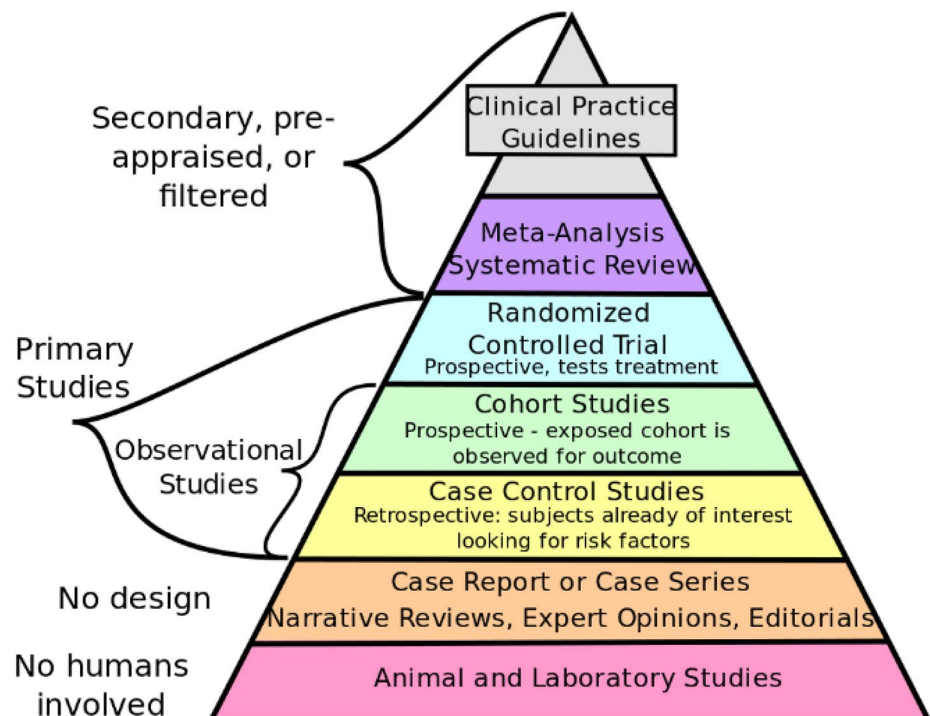 Clinical Practice
Guidelines
Secondary, pre-
appraised, or
filtered
Meta-Analysis
Systematic Review
Randomized
Controlled Trial
Prospective, tests treatment
Primary
Studies
Cohort Studies
Prospective - exposed cohort is
observed for outcome
Observational
Studies
Case Control Studies
Retrospective: subjects already of interest
looking for risk factors
No design
Case Report or Case Series
Narrative Reviews, Expert Opinions, Editorials
No humans
involved
Animal and Laboratory Studies